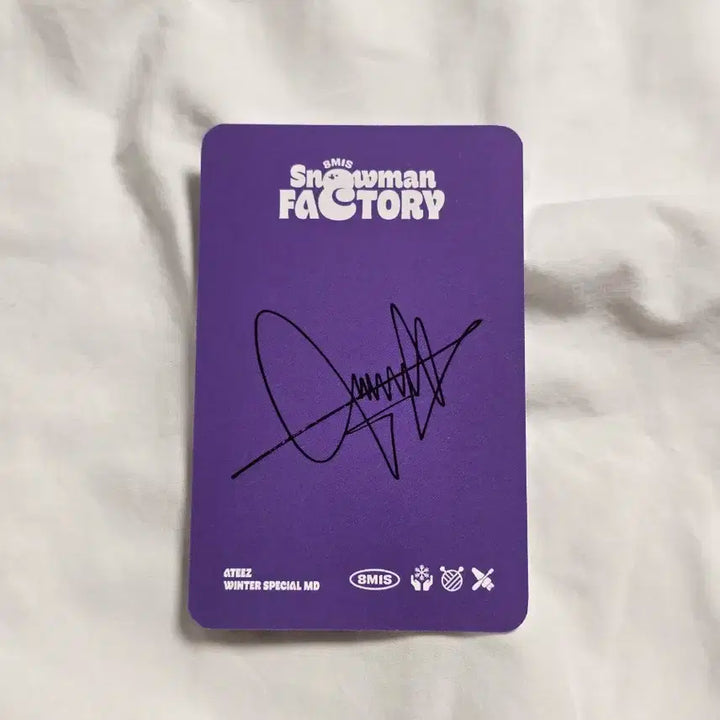 8MIS
Snowman
FACTORY
ATEEZ
WINTER SPECIAL MD
8MIS